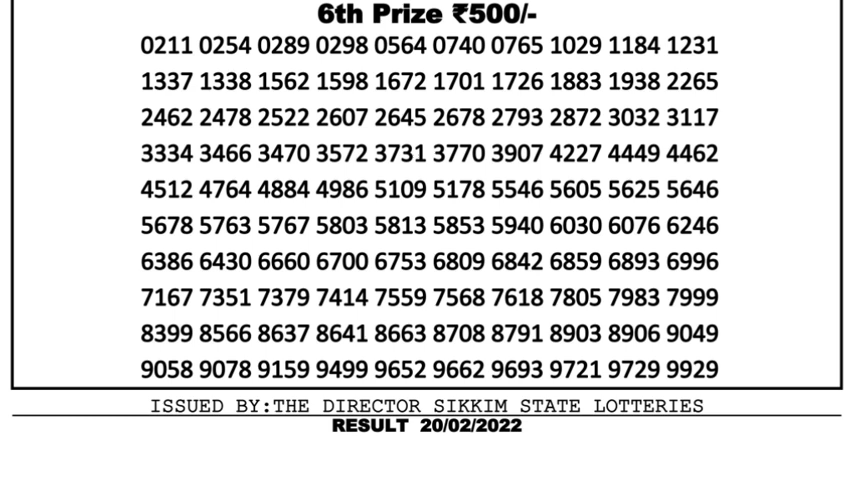 6th Prize ₹500/-
0211 0254 0289 0298 0564 0740 0765 1029 1184 1231
1337 1338 1562 1598 1672 1701 1726 1883 1938 2265
2462 2478 2522 2607 2645 2678 2793 2872 3032 3117
3334 3466 3470 3572 3731 3770 3907 4227 4449 4462
4512 4764 4884 4986 5109 5178 5546 5605 5625 5646
5678 5763 5767 5803 5813 5853 5940 6030 6076 6246
6386 6430 6660 6700 6753 6809 6842 6859 6893 6996
7167 7351 7379 7414 7559 7568 7618 7805 7983 7999
8399 8566 8637 8641 8663 8708 8791 8903 8906 9049
9058 9078 9159 9499 9652 9662 9693 9721 9729 9929
ISSUED BY:THE DIRECTOR SIKKIM STATE LOTTERIES
RESULT 20/02/2022